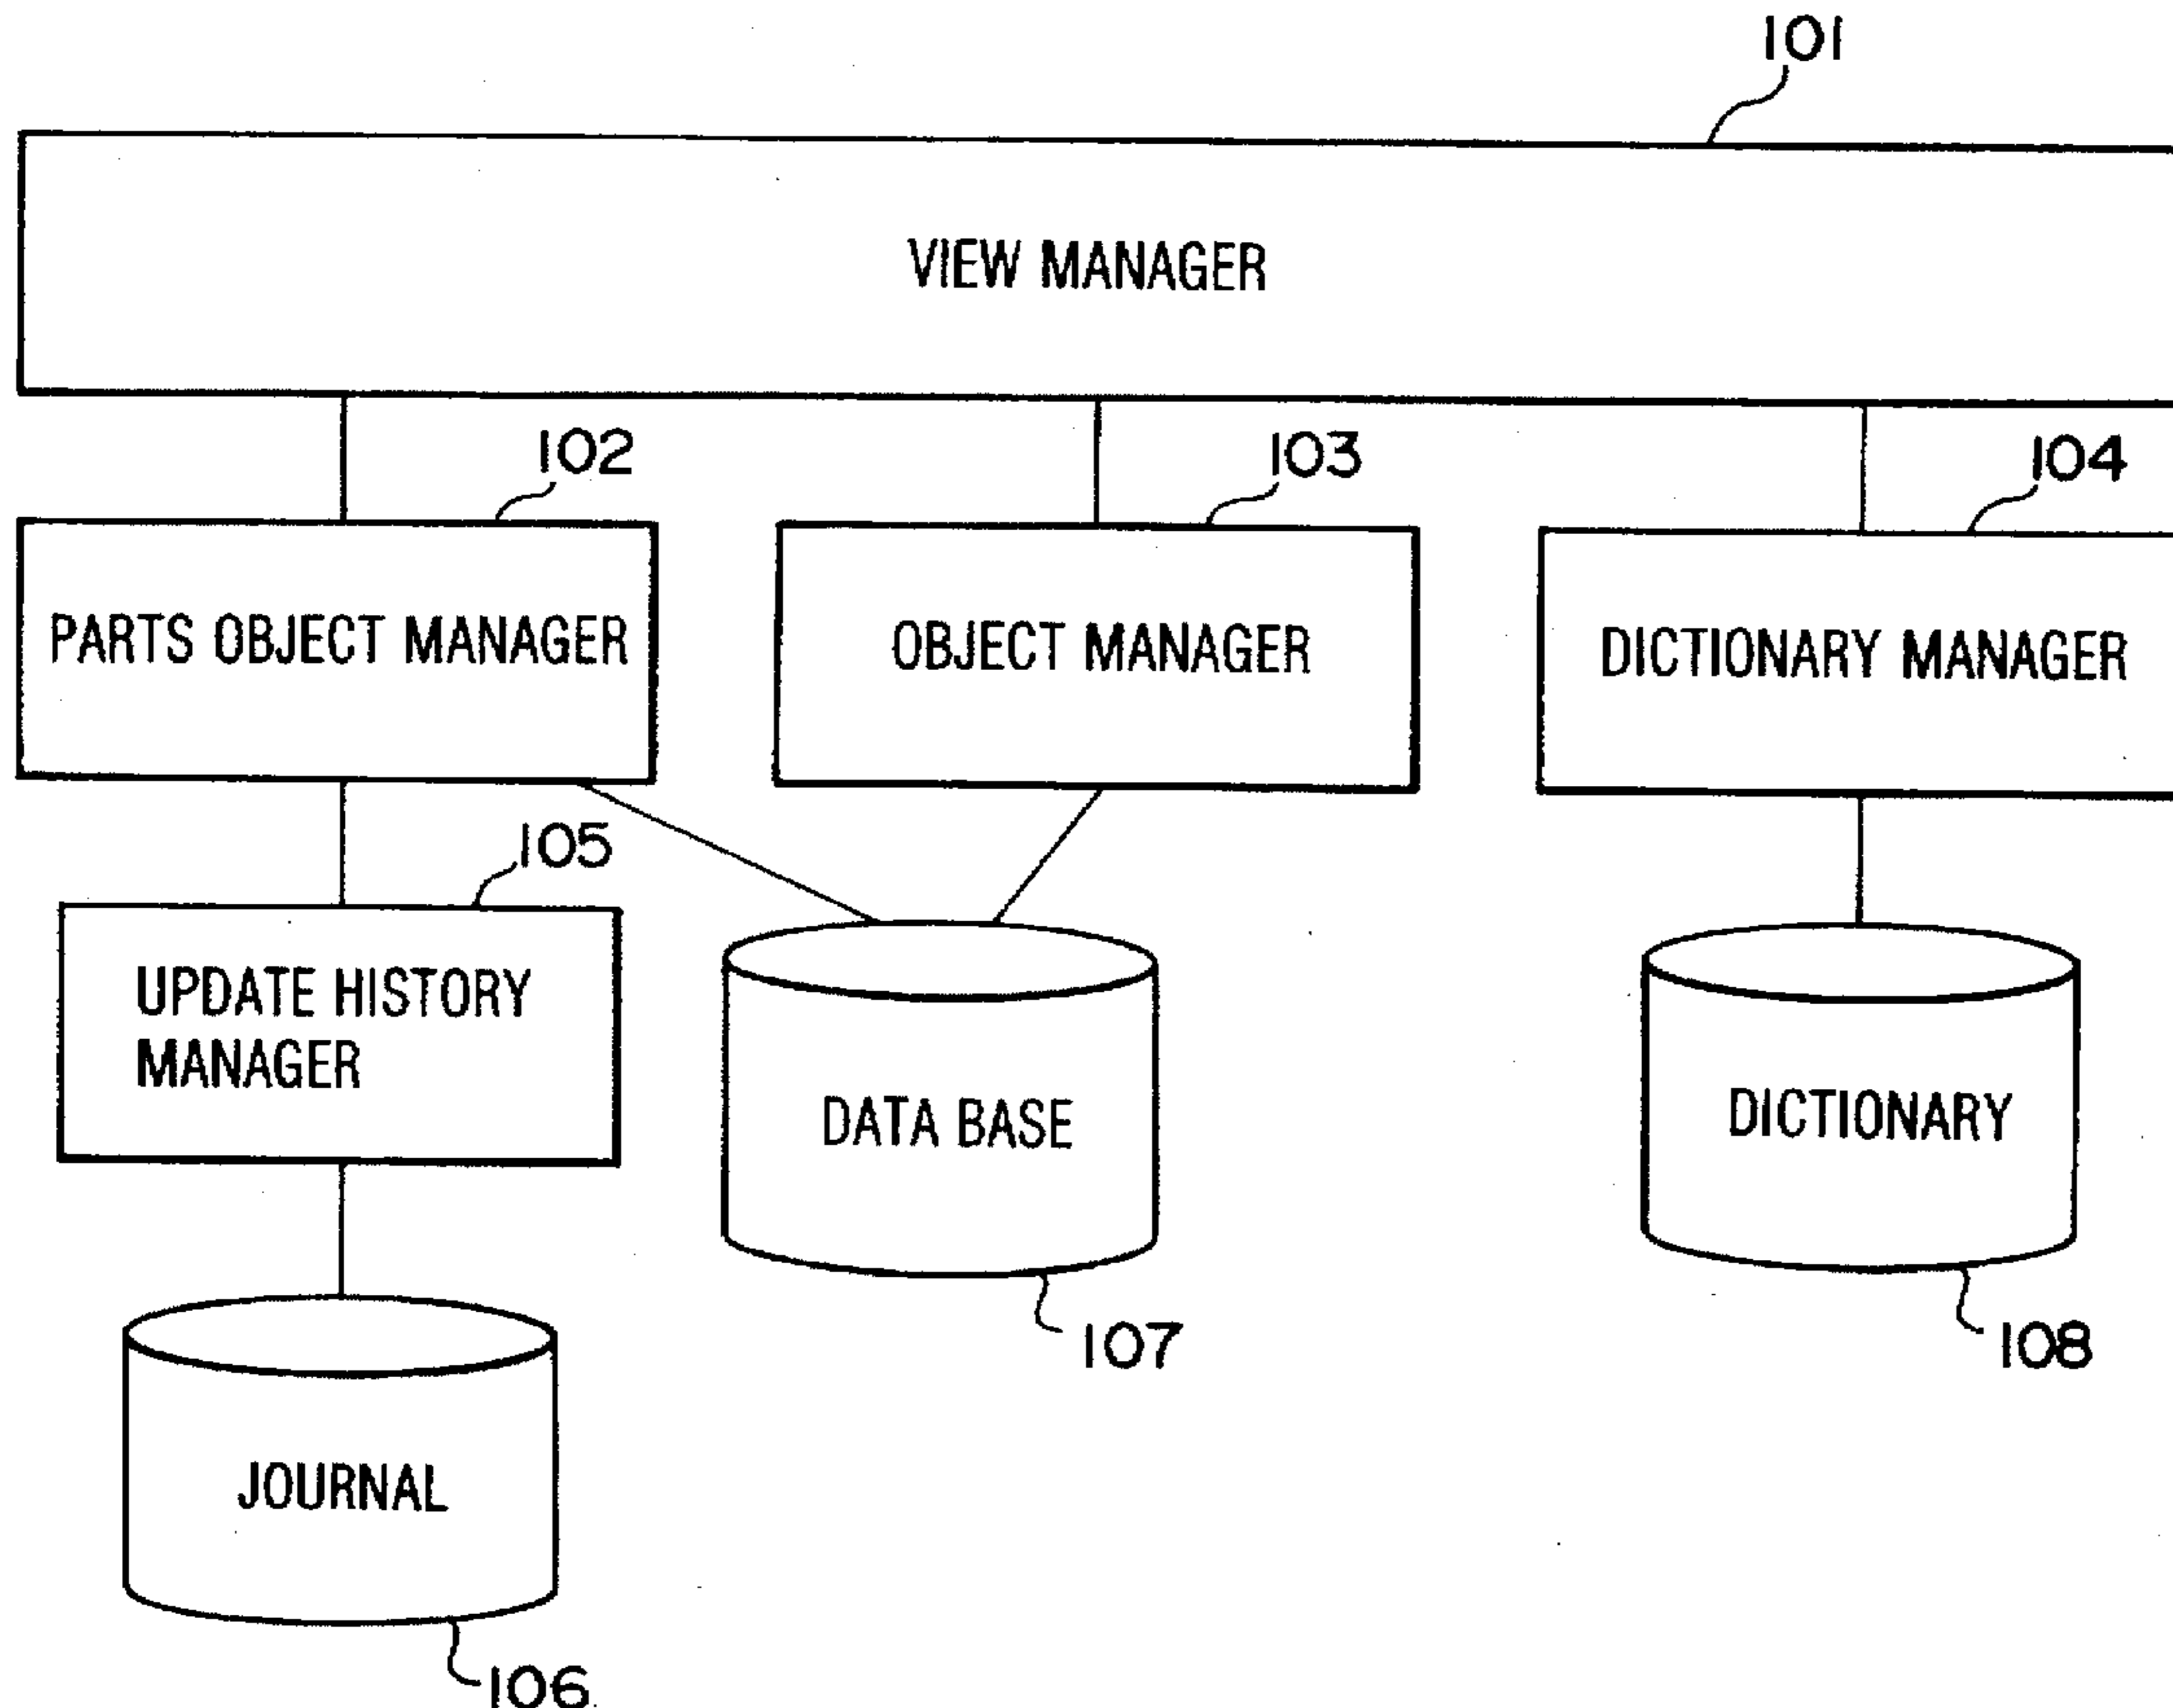 101
VIEW MANAGER
102
103
104
PARTS OBJECT MANAGER
OBJECT MANAGER
DICTIONARY MANAGER
105
UPDATE HISTORY
MANAGER
DATA BASE
DICTIONARY
107
108
JOURNAL
106